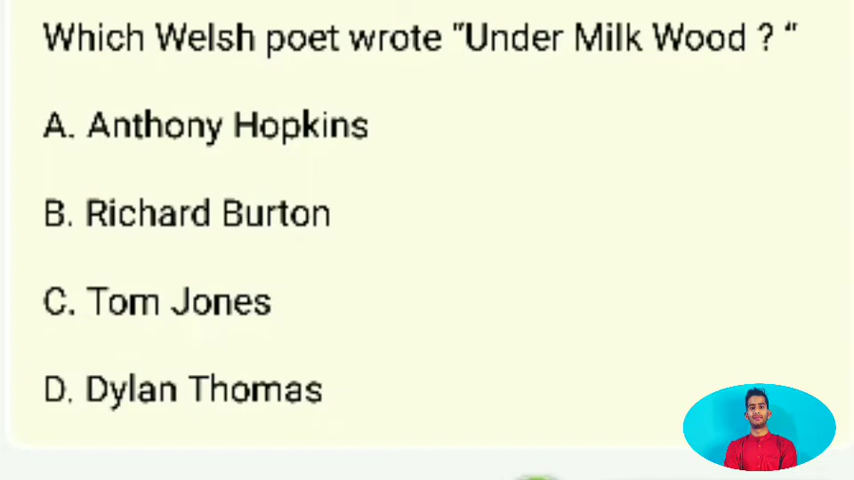 Which Welsh poet wrote "Under Milk Wood ? “
A. Anthony Hopkins
B. Richard Burton
C. Tom Jones
D. Dylan Thomas